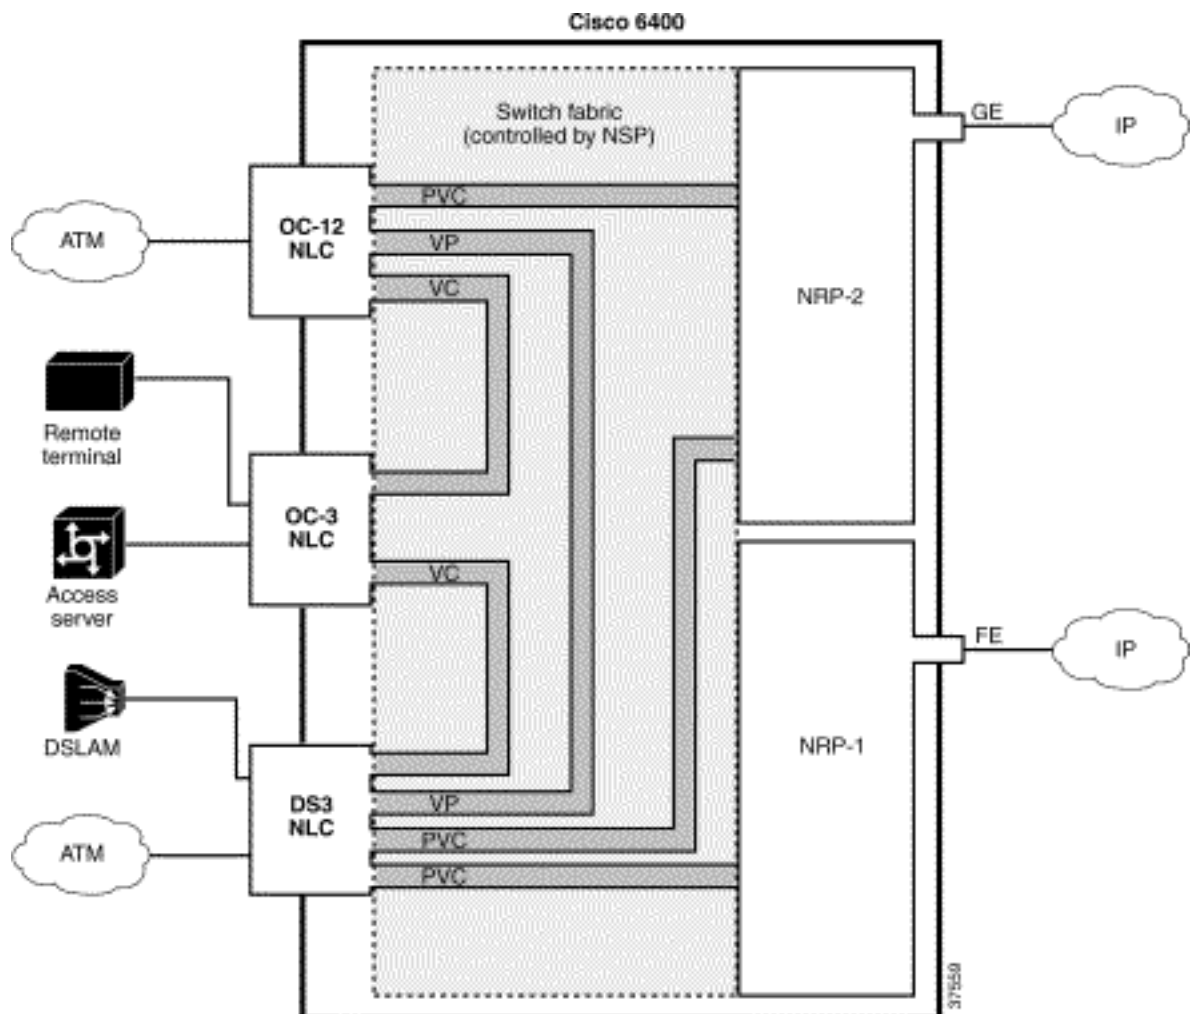 Cisco 6400
Switch fabric
(controlled by NSP)
GE
IP
PVC
OC-12
NLC
ATM
VP
VC
NRP-2
Remote
terminal
OC-3
NLC
Access
server
VC
FE
IP
DSLAM
NRP-1
DS3
NLC
VP
ATM
PVC
PVC
37559